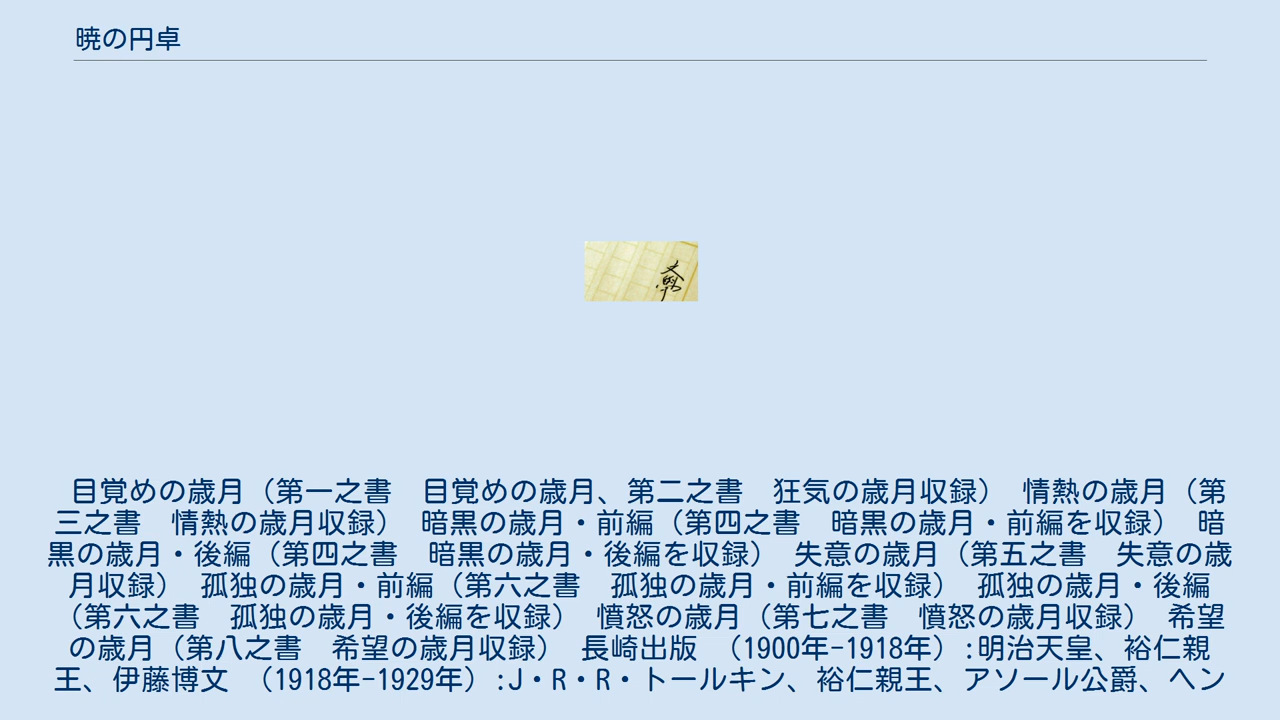 暁の円卓
目覚めの歳月（第一之書　目覚めの歳月、第二之書　狂気の歳月収録）　情熱の歳月（第
三之書　情熱の歳月収録）　暗黒の歳月・前編（第四之書　暗黒の歳月・前編を収録）　暗
黒の歳月・後編（第四之書　暗黒の歳月・後編を収録）　失意の歳月（第五之書　失意の歳
月収録）　孤独の歳月・前編（第六之書　孤独の歳月・前編を収録）　孤独の歳月・後編
（第六之書　孤独の歳月・後編を収録）　憤怒の歳月（第七之書　憤怒の歳月収録）　希望
の歳月（第八之書　希望の歳月収録）　長崎出版　（1900年-1918年）:明治天皇、裕仁親
王、伊藤博文　（1918年-1929年）:J・R・R・トールキン、裕仁親王、アソール公爵、ヘン